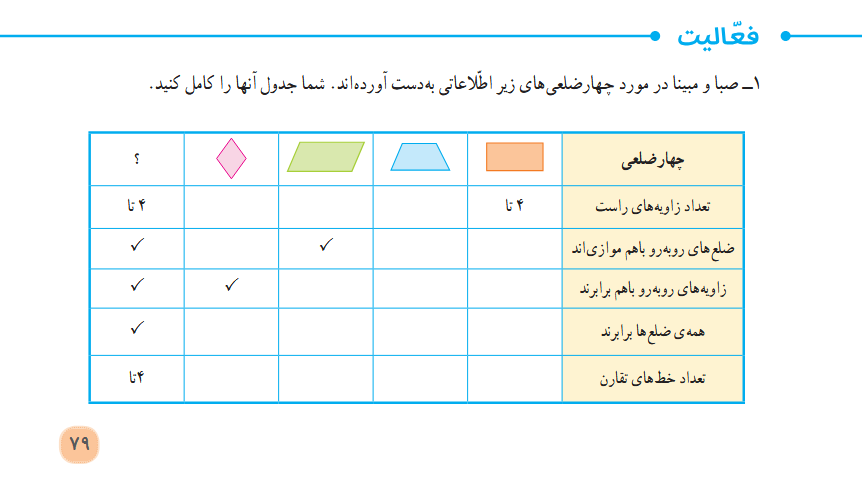 فعّالیت
۱ــ صبا و مبینا در مورد چهارضلعی‌های زیر اطّلاعاتی به‌دست آورده‌اند. شما جدول آنها را کامل کنید.
چهارضلعی ؟
تعداد زاویه‌های راست ۴ تا ۴ تا
ضلع‌های روبه‌رو باهم موازی‌اند ✓ ✓
زاویه‌های روبه‌رو باهم برابرند ✓ ✓
همه‌ی ضلع‌ها برابرند ✓
تعداد خط‌های تقارن ۴تا
۷۹